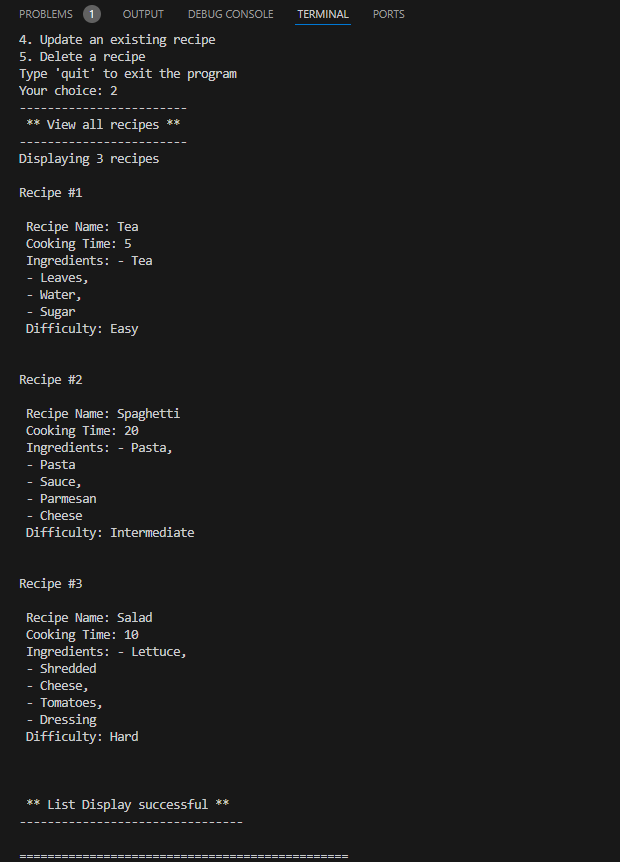 PROBLEMS 1 OUTPUT DEBUG CONSOLE TERMINAL PORTS
4. Update an existing recipe
5. Delete a recipe
Type 'quit' to exit the program
Your choice: 2
------------------------
** View all recipes **
------------------------
Displaying 3 recipes
Recipe #1
Recipe Name: Tea
Cooking Time: 5
Ingredients: - Tea
- Leaves,
- Water,
- Sugar
Difficulty: Easy
Recipe #2
Recipe Name: Spaghetti
Cooking Time: 20
Ingredients: - Pasta,
- Pasta
- Sauce,
- Parmesan
- Cheese
Difficulty: Intermediate
Recipe #3
Recipe Name: Salad
Cooking Time: 10
Ingredients: - Lettuce,
- Shredded
- Cheese,
- Tomatoes,
- Dressing
Difficulty: Hard
** List Display successful **
--------------------------------
===============================================